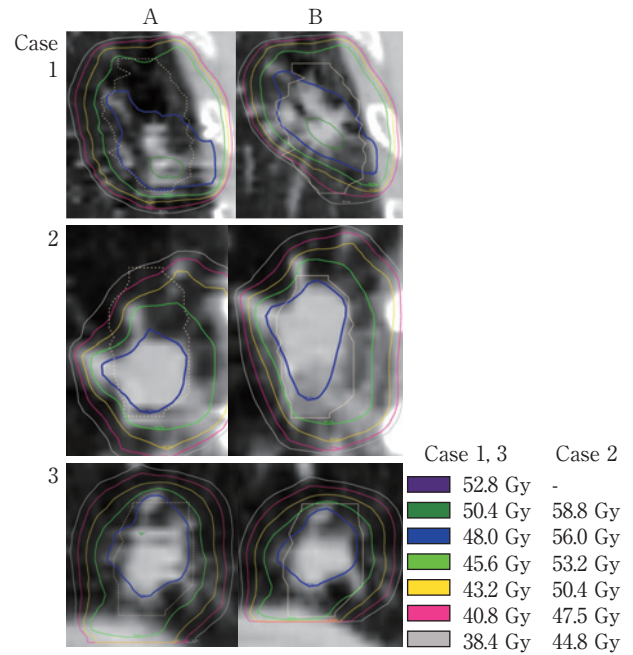 A B
Case
1
2
3
Case 1, 3 Case 2
52.8 Gy -
50.4 Gy 58.8 Gy
48.0 Gy 56.0 Gy
45.6 Gy 53.2 Gy
43.2 Gy 50.4 Gy
40.8 Gy 47.5 Gy
38.4 Gy 44.8 Gy